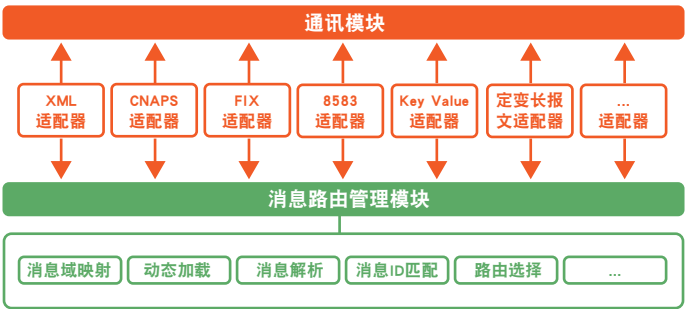 通讯模块
XML
适配器
CNAPS
适配器
FIX
适配器
8583
适配器
Key Value
适配器
定变长报
文适配器
...
适配器
消息路由管理模块
消息域映射
动态加载
消息解析
消息ID匹配
路由选择
...